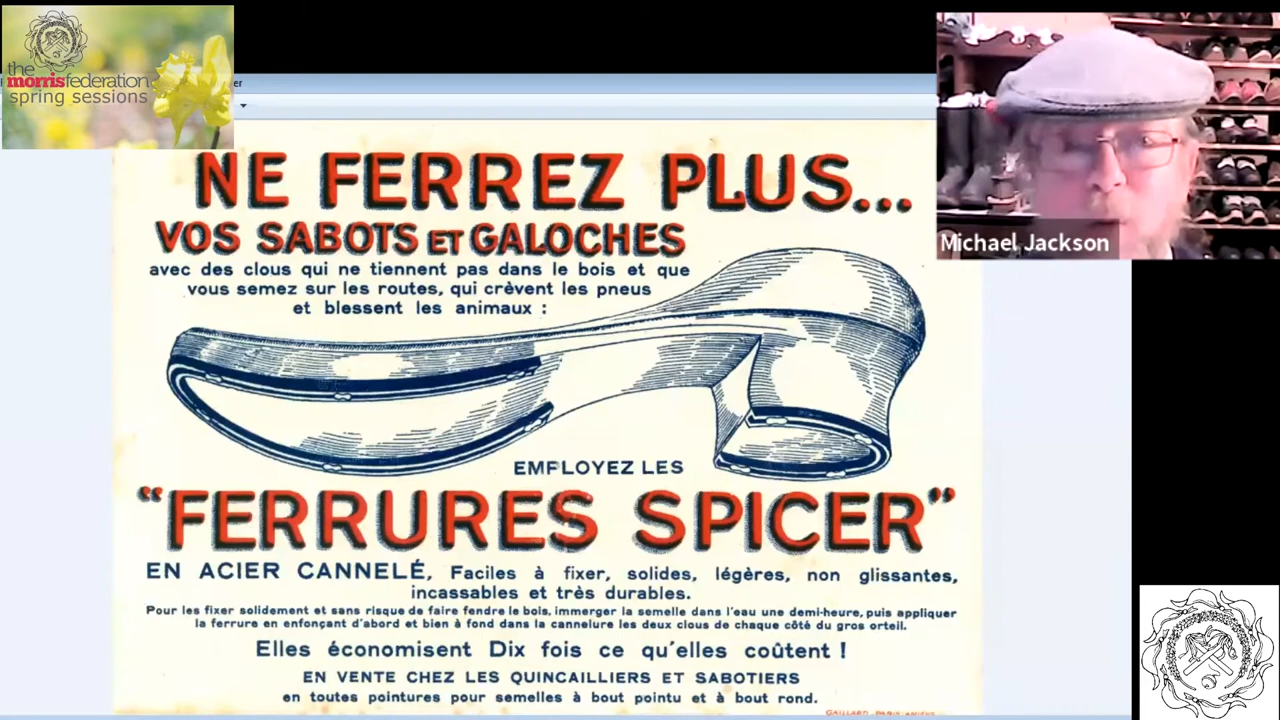 the
morrisfederation
spring sessions
er
NE FERREZ PLUS...
VOS SABOTS ET GALOCHES
avec des clous qui ne tiennent pas dans le bois et que
vous semez sur les routes, qui crèvent les pneus
et blessent les animaux :
Michael Jackson
EMPLOYEZ LES
"FERRURES SPICER"
EN ACIER CANNELÉ, Faciles à fixer, solides, légères, non glissantes,
incassables et très durables.
Pour les fixer solidement et sans risque de faire fendre le bois, immerger la semelle dans l'eau une demi-heure, puis appliquer
la ferrure en enfonçant d'abord et bien à fond dans la cannelure les deux clous de chaque côté du gros orteil.
Elles économisent Dix fois ce qu'elles coûtent !
EN VENTE CHEZ LES QUINCAILLIERS ET SABOTIERS
en toutes pointures pour semelles à bout pointu et à bout rond.
GAILLARD PARIS-AMIENS